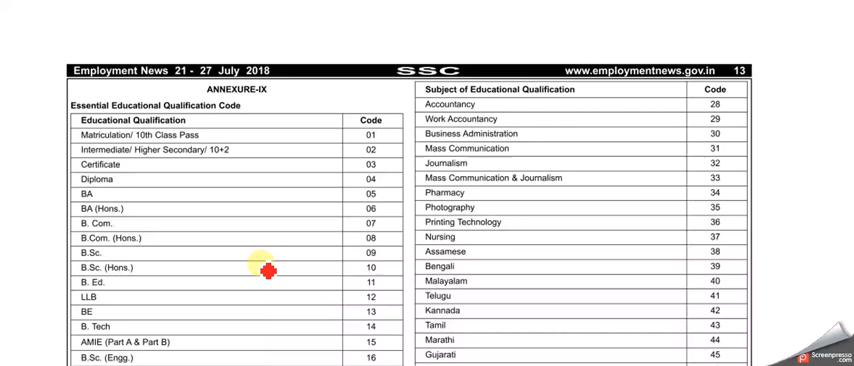 Employment News 21 - 27 July 2018 SSC www.employmentnews.gov.in 13
ANNEXURE-IX
Essential Educational Qualification Code
Educational Qualification Code
Matriculation/ 10th Class Pass 01
Intermediate/ Higher Secondary/ 10+2 02
Certificate 03
Diploma 04
BA 05
BA (Hons.) 06
B. Com. 07
B.Com. (Hons.) 08
B.Sc. 09
B.Sc. (Hons.) 10
B. Ed. 11
LLB 12
BE 13
B. Tech 14
AMIE (Part A & Part B) 15
B.Sc. (Engg.) 16
Subject of Educational Qualification Code
Accountancy 28
Work Accountancy 29
Business Administration 30
Mass Communication 31
Journalism 32
Mass Communication & Journalism 33
Pharmacy 34
Photography 35
Printing Technology 36
Nursing 37
Assamese 38
Bengali 39
Malayalam 40
Telugu 41
Kannada 42
Tamil 43
Marathi 44
Gujarati 45
Screenpresso
.com